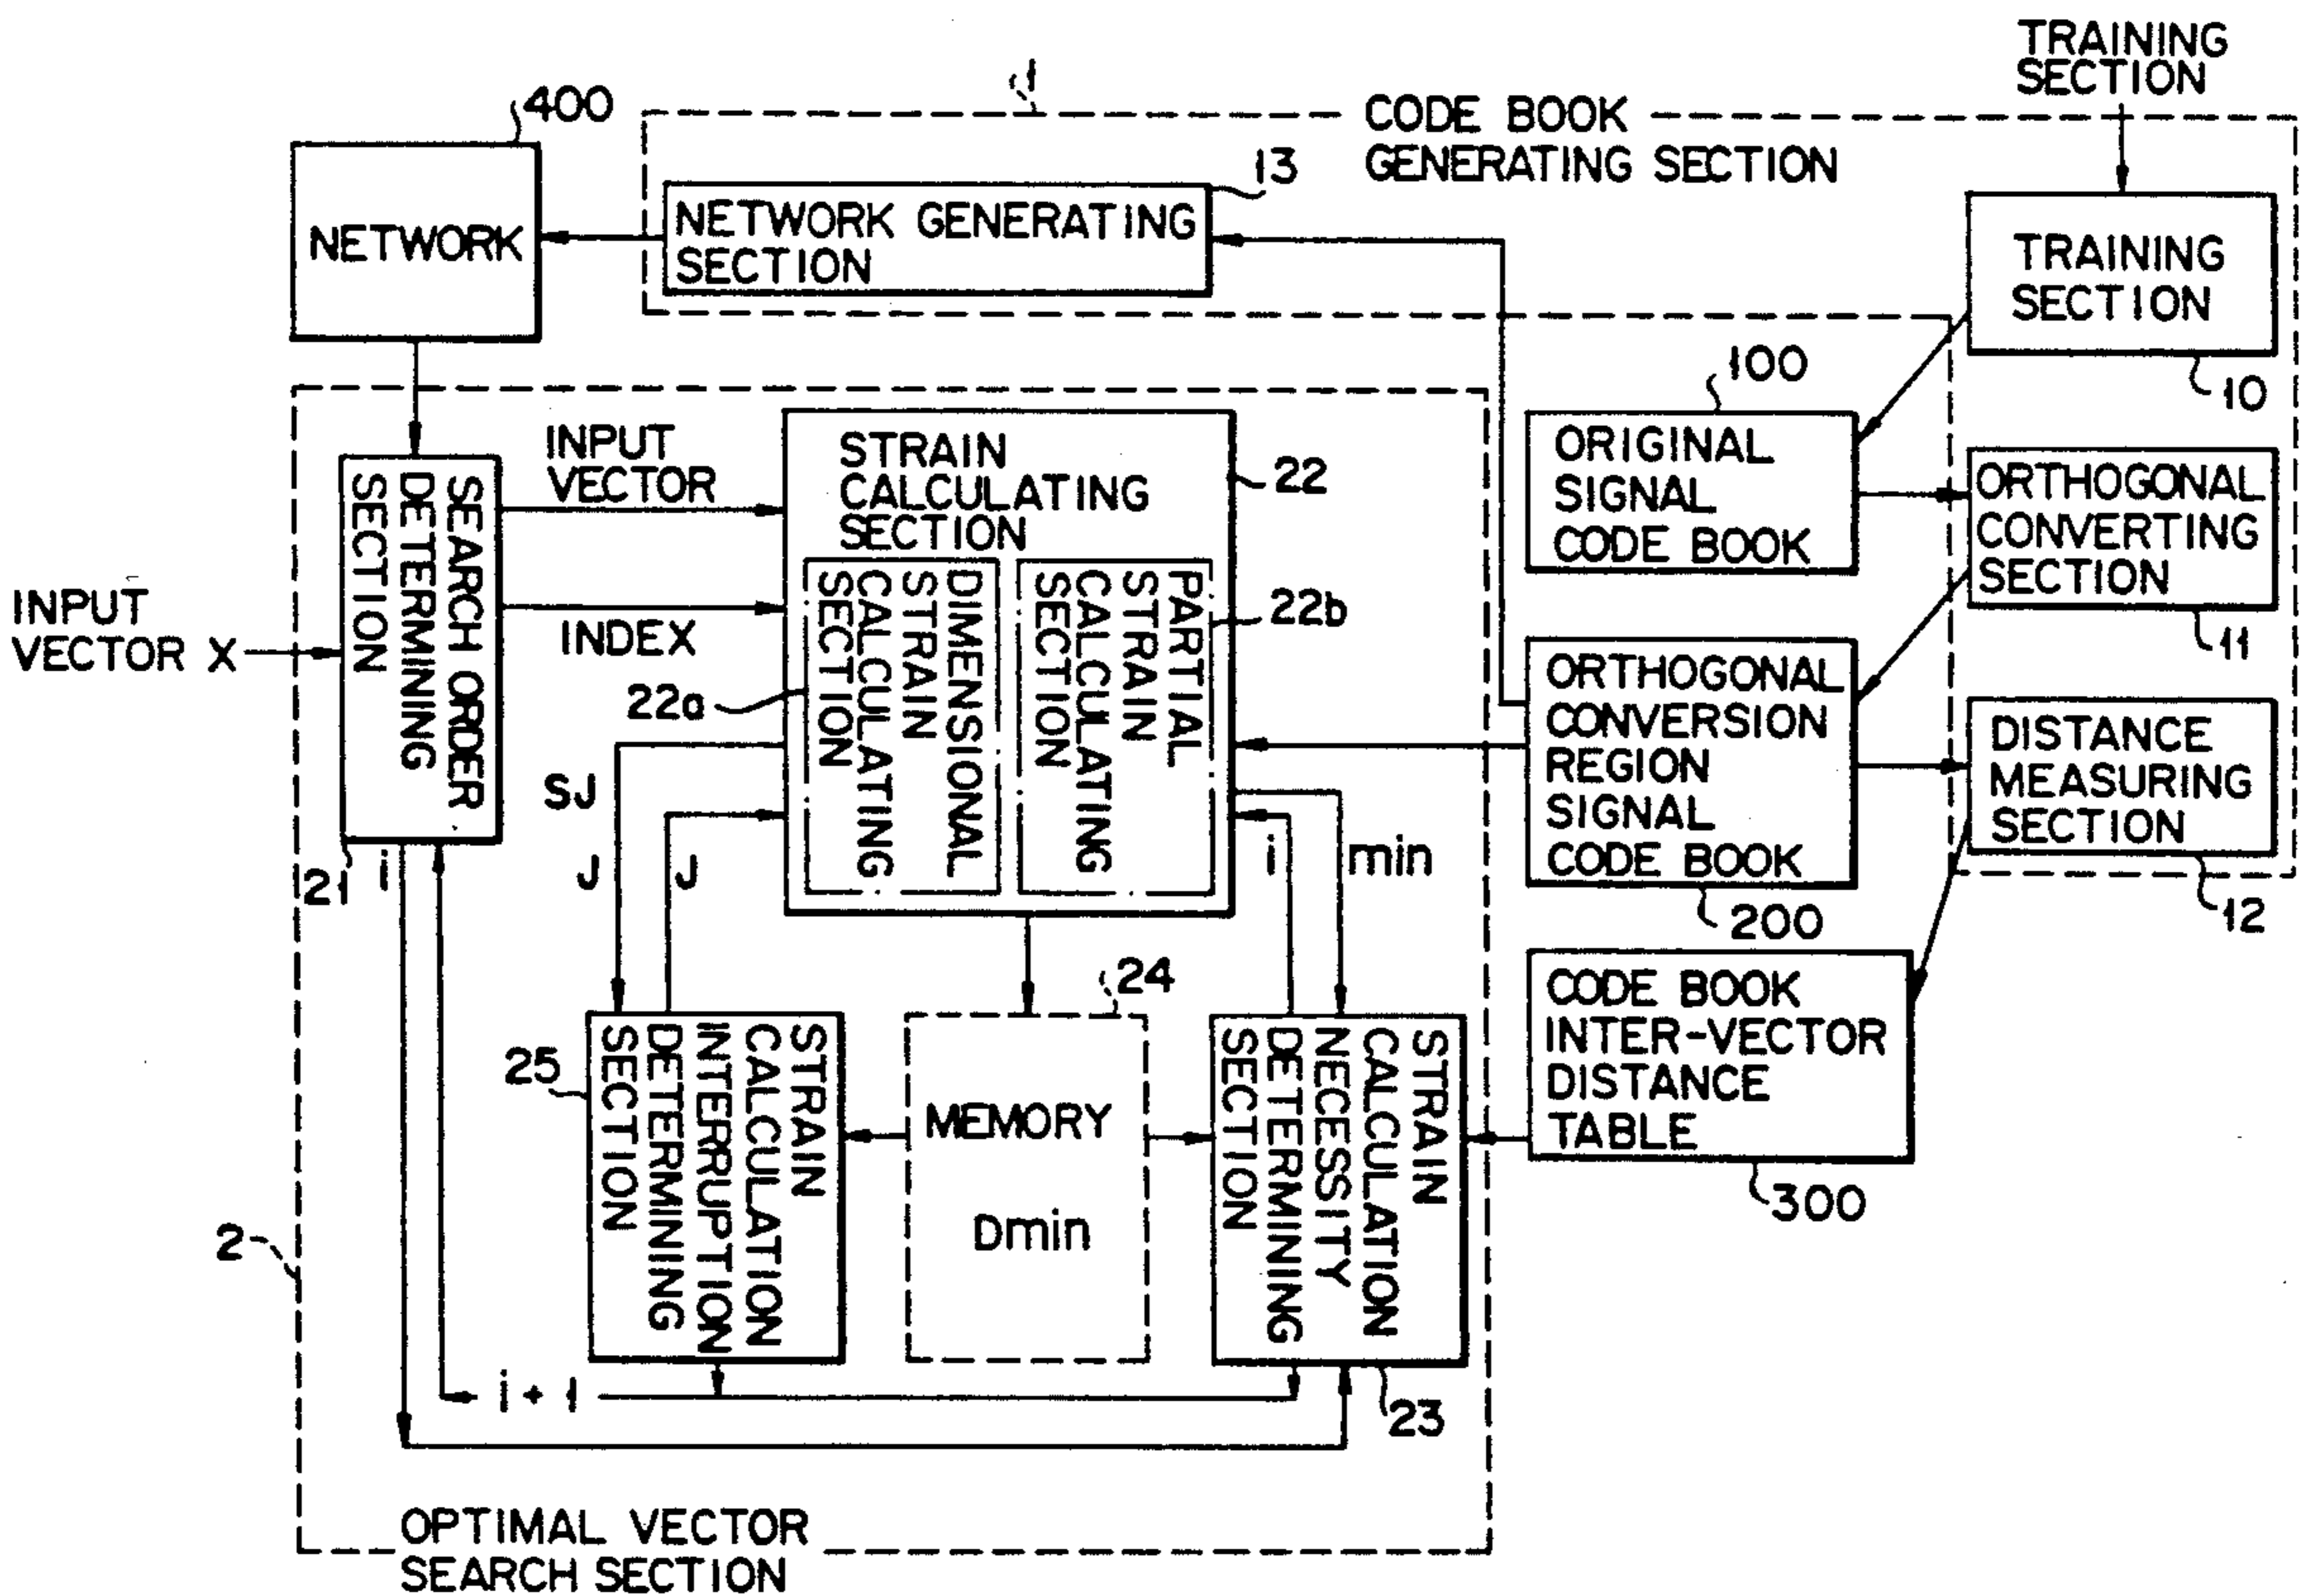 TRAINING
SECTION
1
CODE BOOK
GENERATING SECTION
400
NETWORK
13
NETWORK GENERATING
SECTION
TRAINING
SECTION
10
100
ORIGINAL
SIGNAL
CODE BOOK
ORTHOGONAL
CONVERTING
SECTION
11
INPUT
VECTOR X
SEARCH ORDER
DETERMINING
SECTION
21
INPUT
VECTOR
INDEX
STRAIN
CALCULATING
SECTION
22
DIMENSIONAL
STRAIN
CALCULATING
SECTION
22a
PARTIAL
STRAIN
CALCULATING
SECTION
22b
ORTHOGONAL
CONVERSION
REGION
SIGNAL
CODE BOOK
200
DISTANCE
MEASURING
SECTION
12
SJ
J
J
i
i
min
24
MEMORY
Dmin
25
STRAIN
CALCULATION
INTERRUPTION
DETERMINING
SECTION
STRAIN
CALCULATION
NECESSITY
DETERMINING
SECTION
23
CODE BOOK
INTER-VECTOR
DISTANCE
TABLE
300
i + 1
2
OPTIMAL VECTOR
SEARCH SECTION